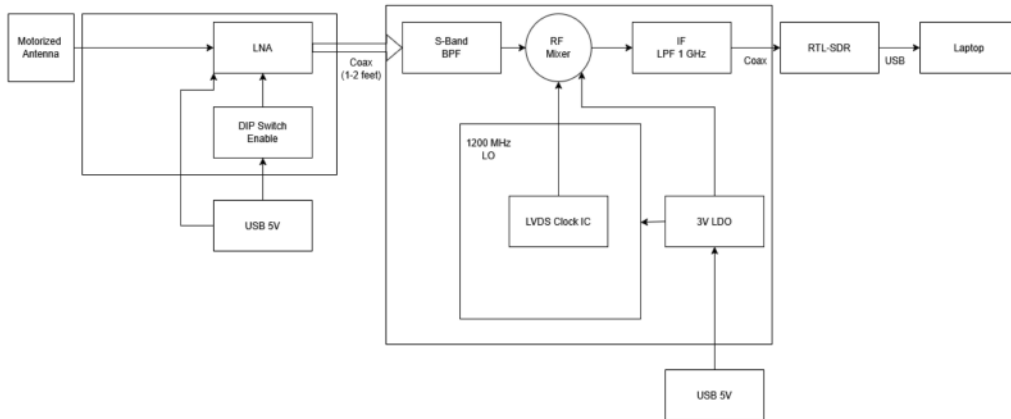 Motorized
Antenna
LNA
Coax
(1-2 feet)
S-Band
BPF
RF
Mixer
IF
LPF 1 GHz
Coax
RTL-SDR
USB
Laptop
DIP Switch
Enable
1200 MHz
LO
USB 5V
LVDS Clock IC
3V LDO
USB 5V